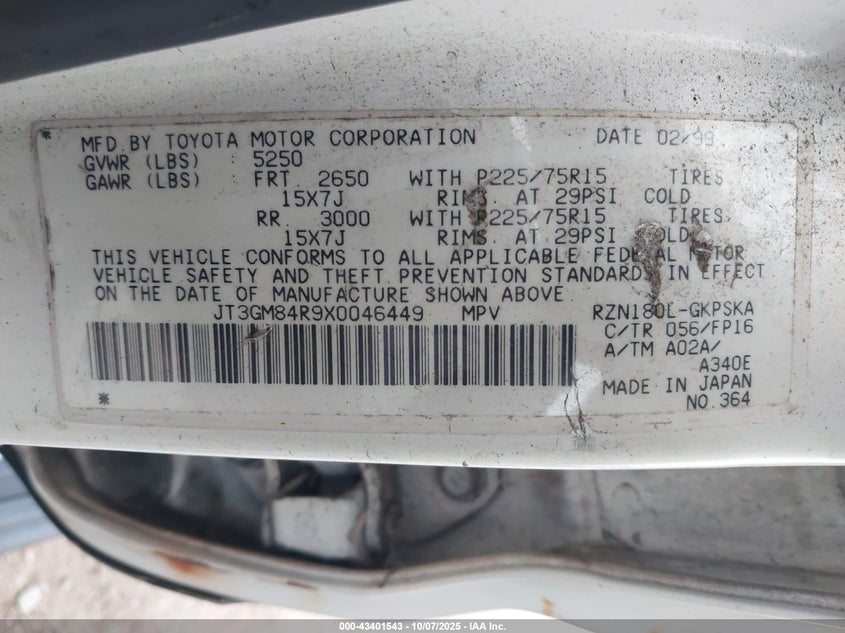 MFD. BY TOYOTA MOTOR CORPORATION DATE 02/99
GVWR (LBS) : 5250
GAWR (LBS) : FRT 2650 WITH P225/75R15 TIRES
15X7J RIMS AT 29PSI COLD
RR 3000 WITH P225/75R15 TIRES
15X7J RIMS AT 29PSI COLD
THIS VEHICLE CONFORMS TO ALL APPLICABLE FEDERAL MOTOR
VEHICLE SAFETY AND THEFT PREVENTION STANDARDS IN EFFECT
ON THE DATE OF MANUFACTURE SHOWN ABOVE.
JT3GM84R9X0046449 MPV RZN180L-GKPSKA
C/TR 056/FP16
A/TM A02A/
A340E
MADE IN JAPAN
NO. 364
000-43401543 - 10/07/2025 - IAA Inc.